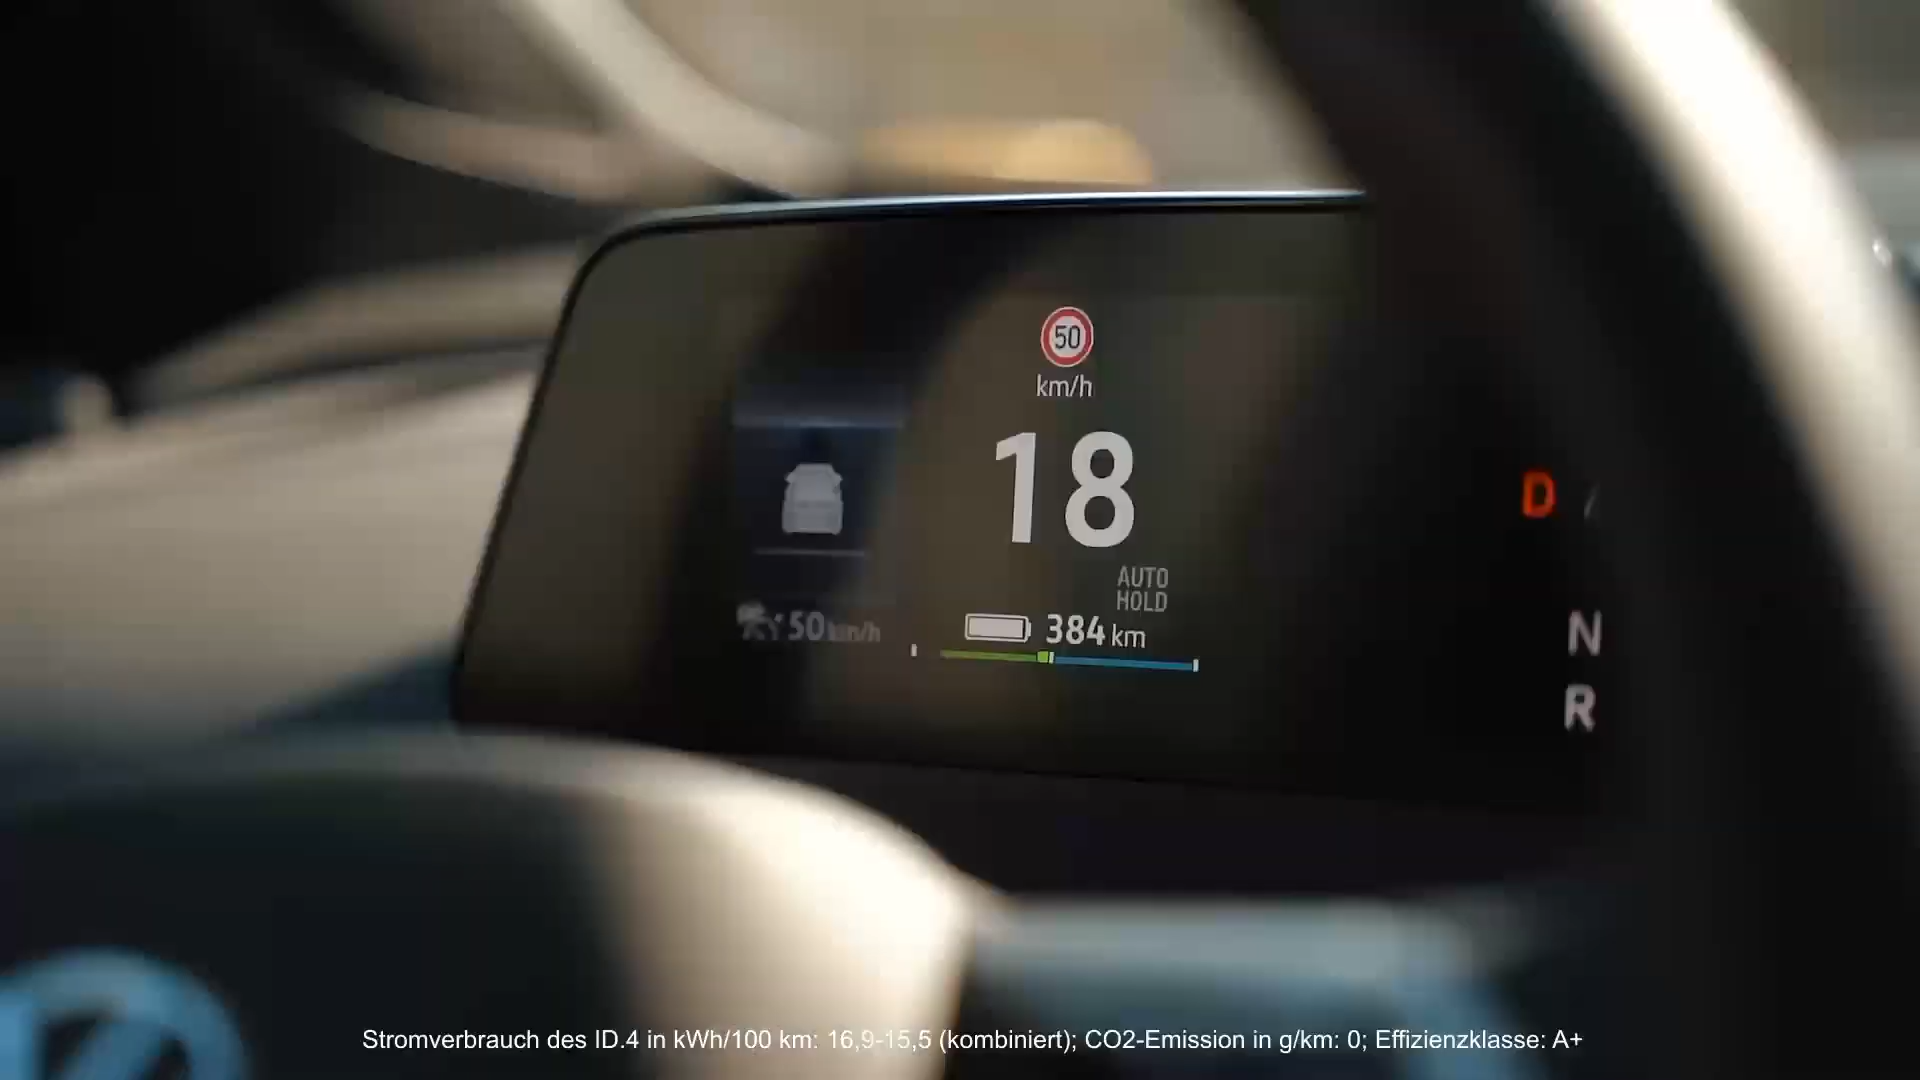 50
km/h
18
D
AUTO
HOLD
50 km/h
384 km
N
R
Stromverbrauch des ID.4 in kWh/100 km: 16,9-15,5 (kombiniert); CO2-Emission in g/km: 0; Effizienzklasse: A+